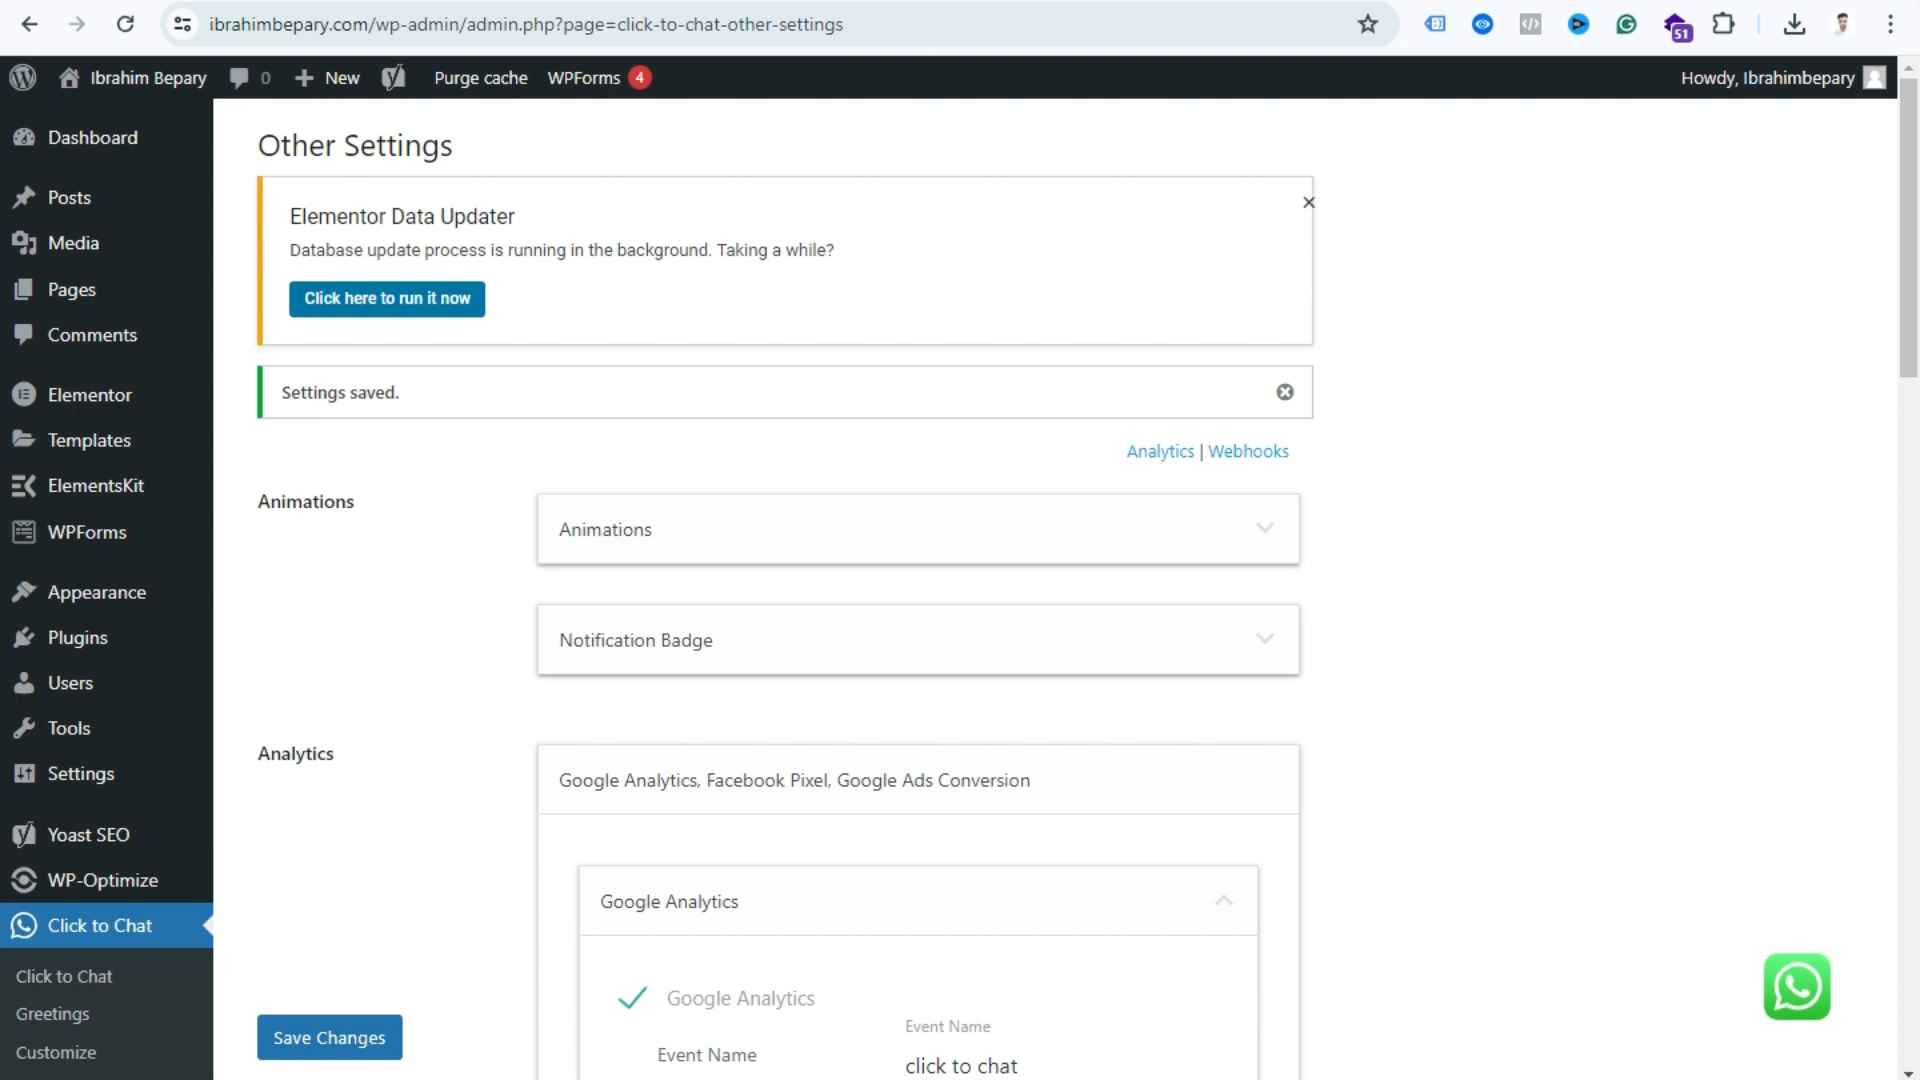 ibrahimbepary.com/wp-admin/admin.php?page=click-to-chat-other-settings
51
Ibrahim Bepary
0
New
Purge cache
WPForms 4
Howdy, Ibrahimbepary
Dashboard
Posts
Media
Pages
Comments
Elementor
Templates
ElementsKit
WPForms
Appearance
Plugins
Users
Tools
Settings
Yoast SEO
WP-Optimize
Click to Chat
Click to Chat
Greetings
Customize
Other Settings
Elementor Data Updater
Database update process is running in the background. Taking a while?
Click here to run it now
Settings saved.
Analytics | Webhooks
Animations
Animations
Notification Badge
Analytics
Google Analytics, Facebook Pixel, Google Ads Conversion
Google Analytics
Google Analytics
Event Name
Event Name
click to chat
Save Changes